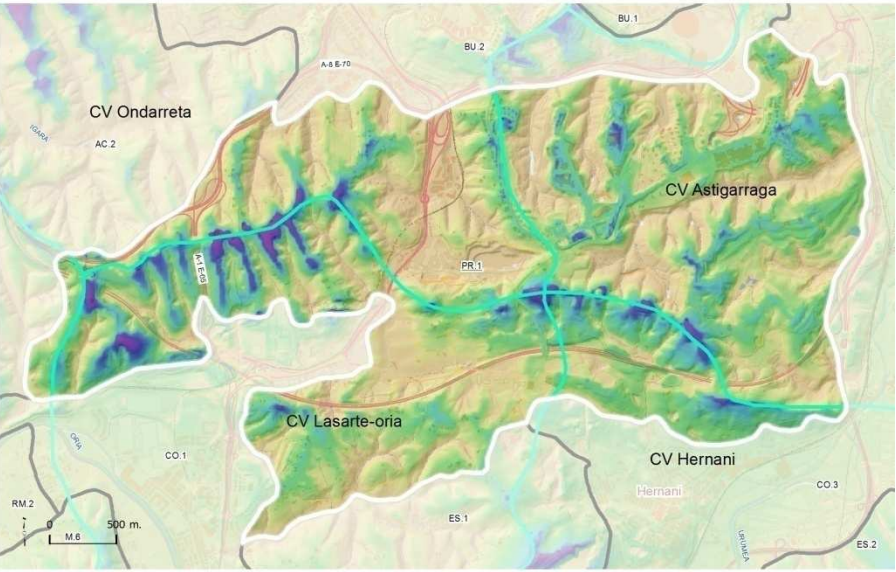 BU.1
BU.2
A-8 E-70
CV Ondarreta
IGARA
AC.2
CV Astigarraga
A-1 E-05
PR.1
CV Lasarte-oria
ORIA
CO.1
CV Hernani
Hernani
CO.3
RM.2
0 500 m.
M.6
ES.1
URUMEA
ES.2